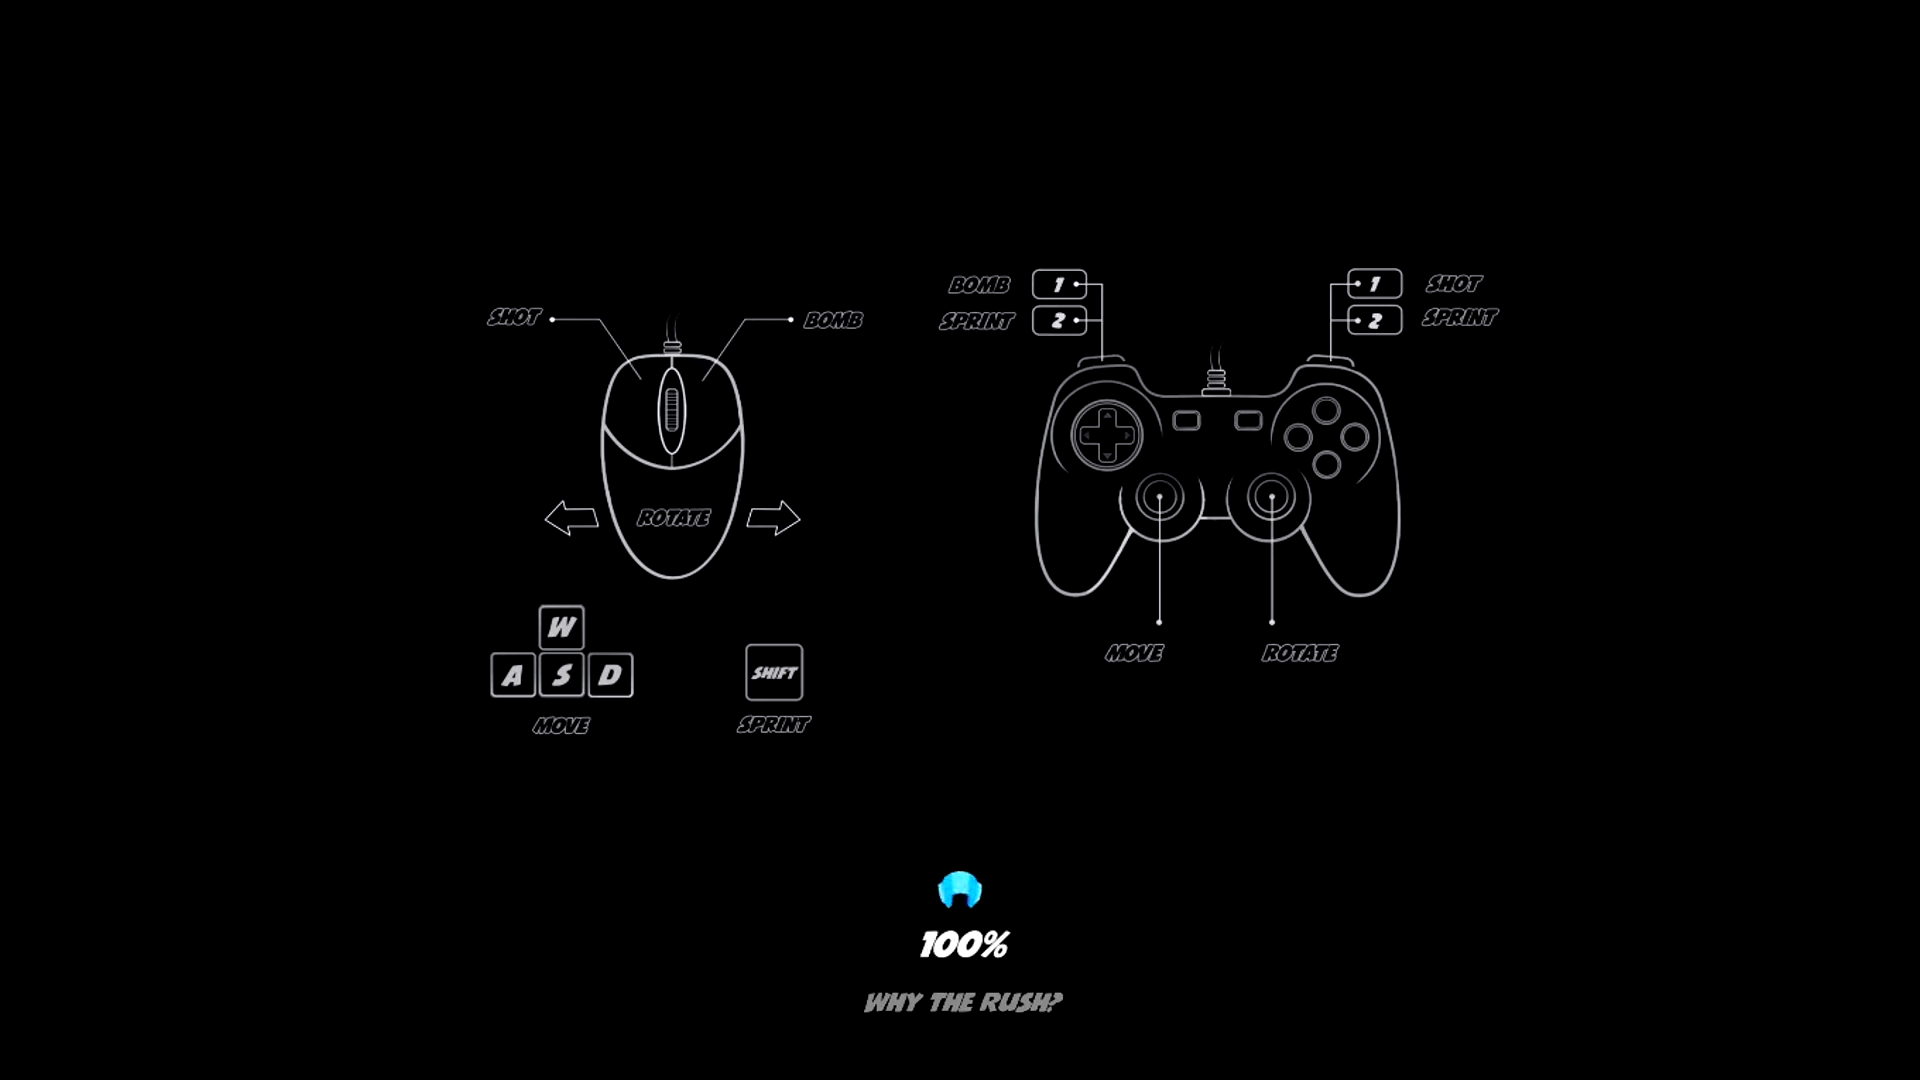 SHOT
BOMB
ROTATE
W
A S D
MOVE
SHIFT
SPRINT
BOMB 1
SPRINT 2
1 SHOT
2 SPRINT
MOVE
ROTATE
100%
WHY THE RUSH?